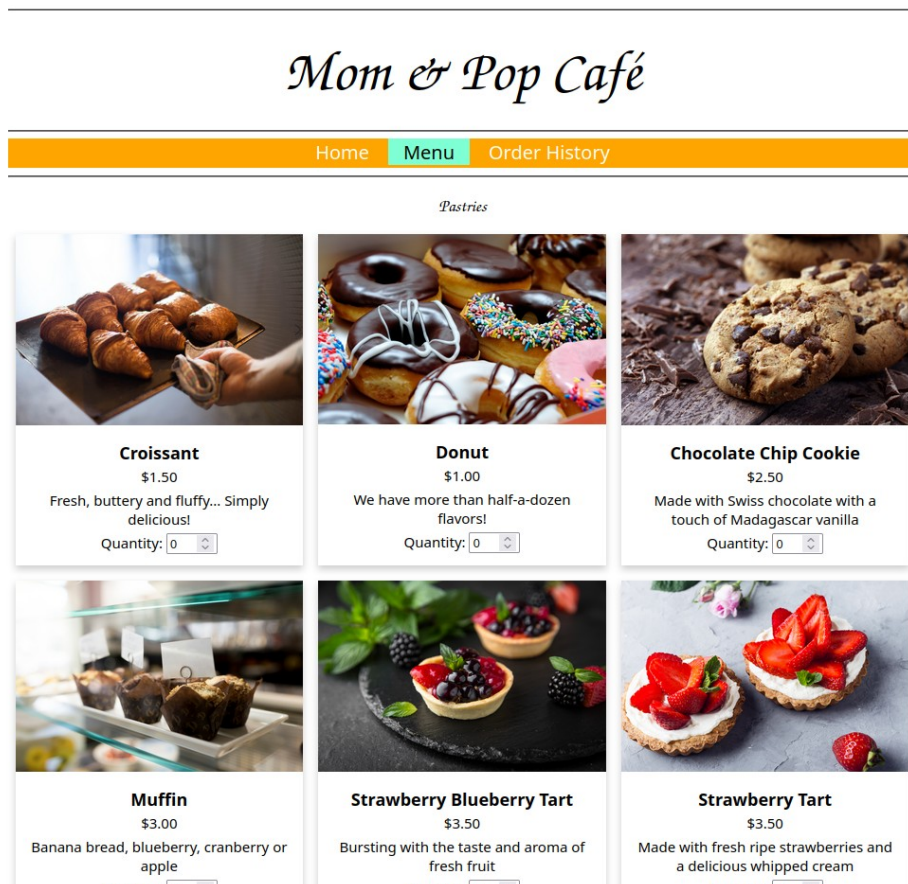 Mom & Pop Café
Home Menu Order History
Pastries
Croissant
$1.50
Fresh, buttery and fluffy... Simply
delicious!
Quantity: 0
Donut
$1.00
We have more than half-a-dozen
flavors!
Quantity: 0
Chocolate Chip Cookie
$2.50
Made with Swiss chocolate with a
touch of Madagascar vanilla
Quantity: 0
Muffin
$3.00
Banana bread, blueberry, cranberry or
apple
Strawberry Blueberry Tart
$3.50
Bursting with the taste and aroma of
fresh fruit
Strawberry Tart
$3.50
Made with fresh ripe strawberries and
a delicious whipped cream